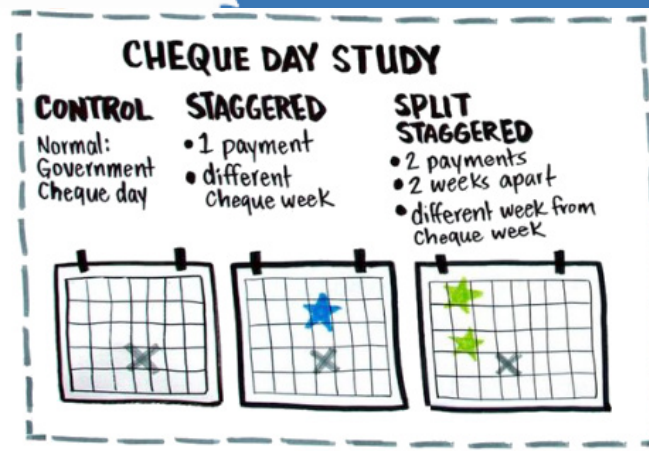 CHEQUE DAY STUDY
CONTROL
Normal:
Government
Cheque day
STAGGERED
• 1 payment
• different
Cheque week
SPLIT
STAGGERED
• 2 payments
• 2 weeks apart
• different week from
Cheque week